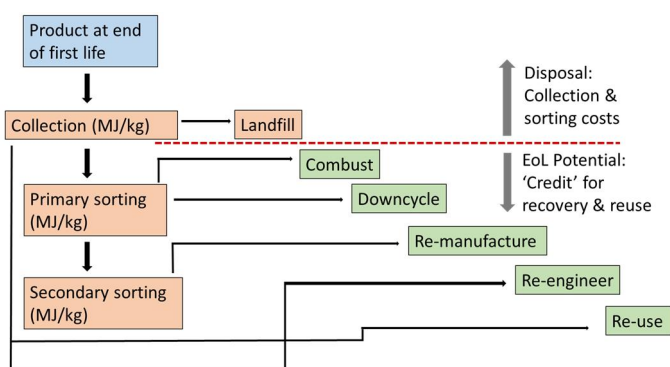 Product at end
of first life
Collection (MJ/kg)
Landfill
Disposal:
Collection &
sorting costs
Combust
EoL Potential:
'Credit' for
recovery & reuse
Primary sorting
(MJ/kg)
Downcycle
Re-manufacture
Secondary sorting
(MJ/kg)
Re-engineer
Re-use